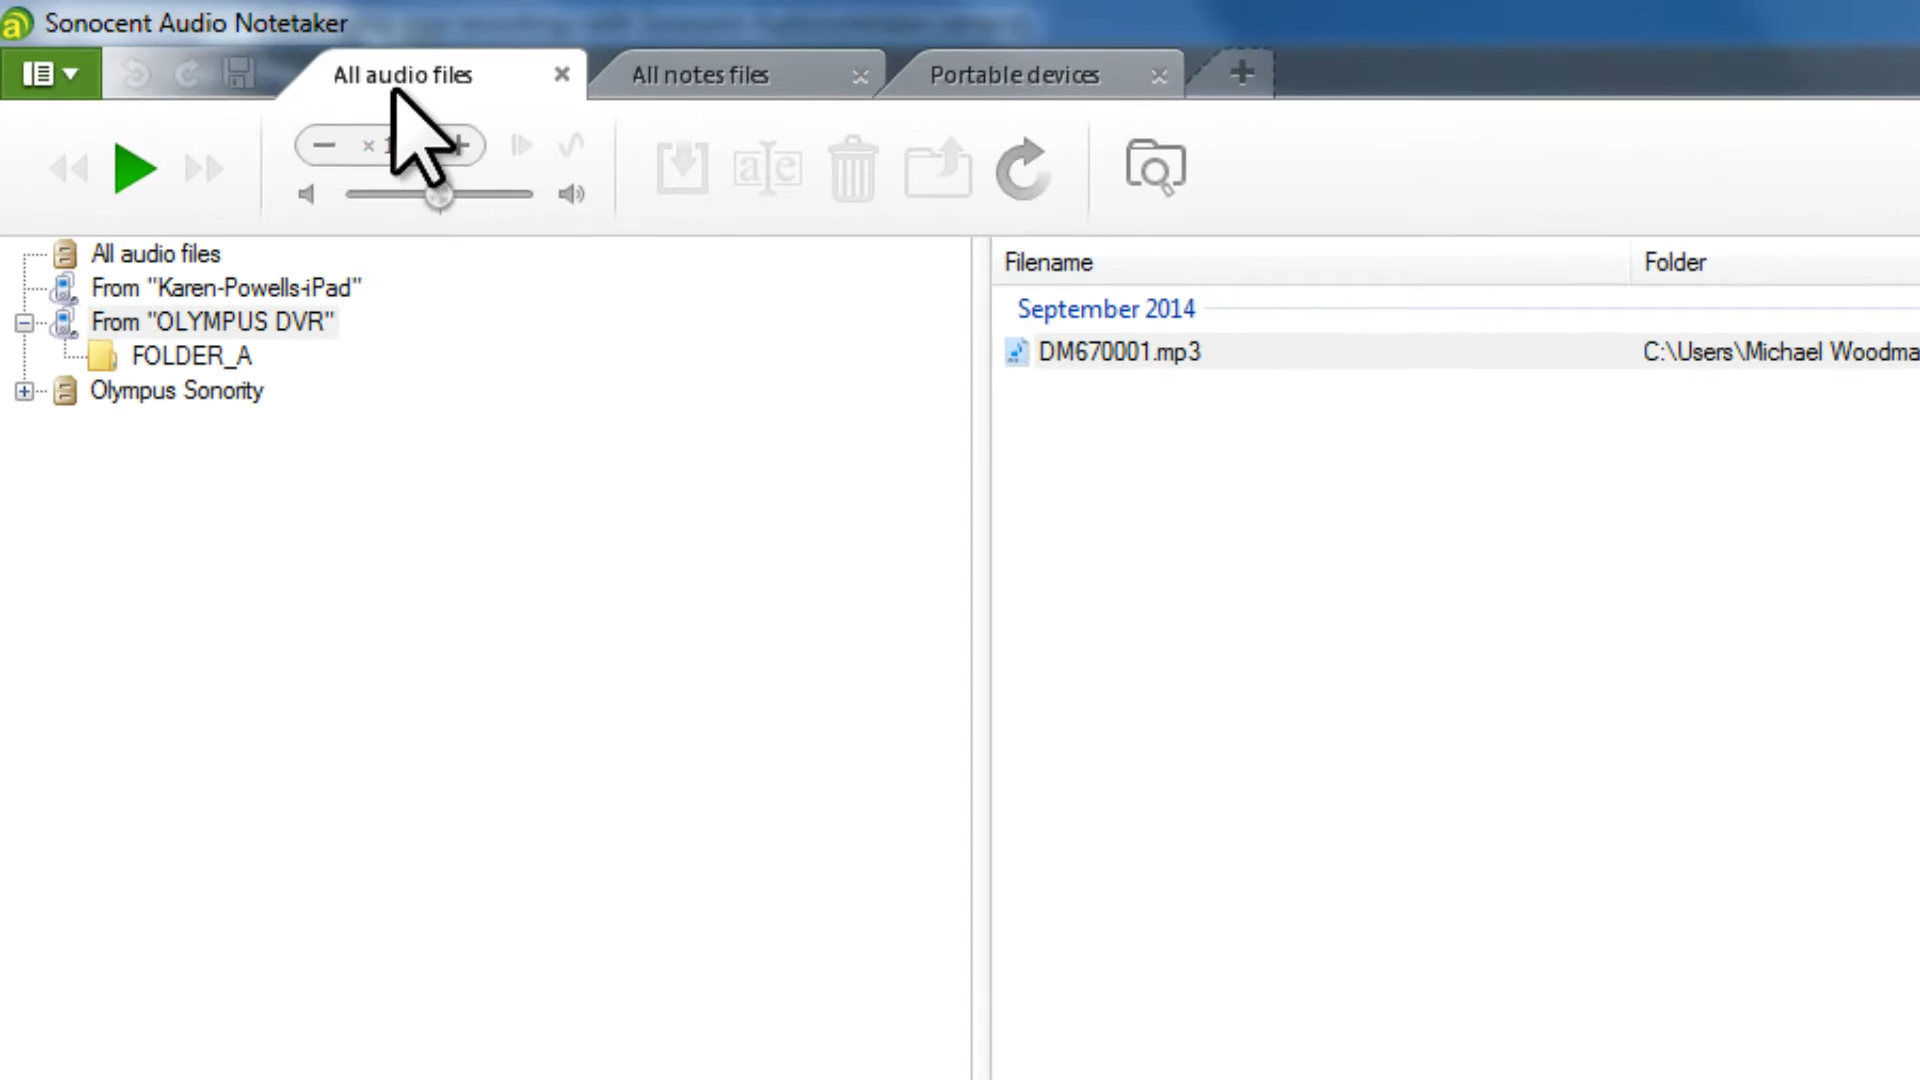 Sonocent Audio Notetaker
All audio files
All notes files
Portable devices
a|e
All audio files
From "Karen-Powells-iPad"
From "OLYMPUS DVR"
FOLDER_A
Olympus Sonority
Filename
Folder
September 2014
DM670001.mp3
C:\Users\Michael Woodma